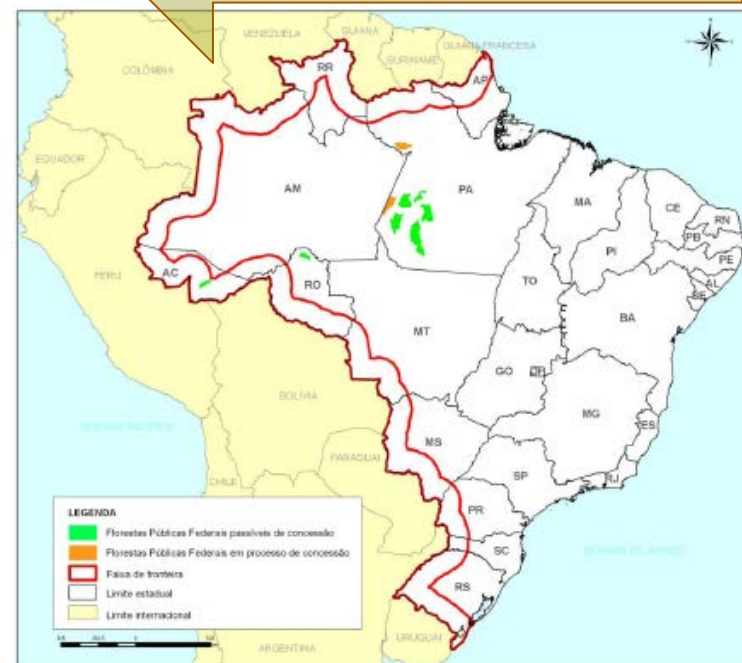 VENEZUELA
GUIANA
SURINAME
GUIANA FRANCESA
COLÔMBIA
RR
AP
EQUADOR
AM
PA
MA
CE
RN
PB
PE
PI
AL
SE
PERU
AC
RO
TO
BA
MT
GO
DF
BOLÍVIA
MG
ES
MS
PARAGUAI
SP
RJ
CHILE
PR
SC
RS
URUGUAI
ARGENTINA
LEGENDA
Florestas Públicas Federais passíveis de concessão
Florestas Públicas Federais em processo de concessão
Faixa de fronteira
Limite estadual
Limite internacional